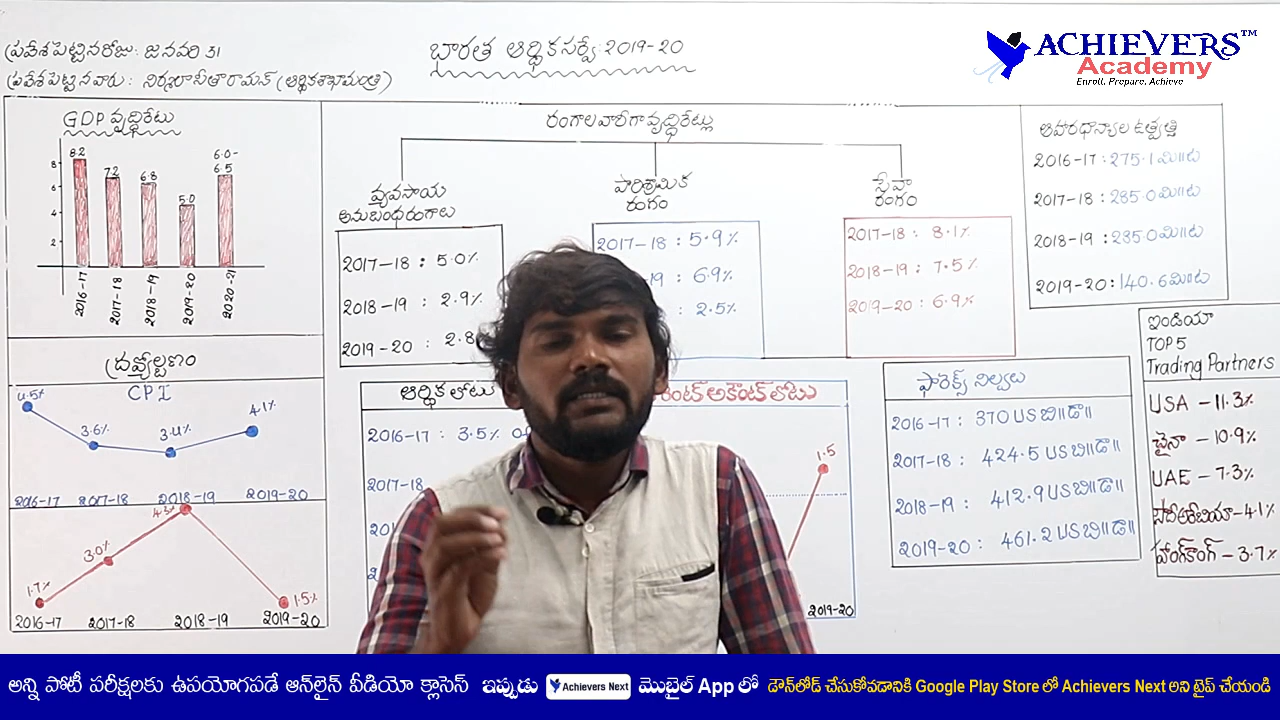 ప్రవేశపెట్టినరోజు: జనవరి 31
ప్రవేశపెట్టినవారు: నిర్మలాసీతారామన్ (ఆర్థికశాఖామంత్రి)
భారత ఆర్థికసర్వే 2019-20
ACHIEVERS™
Academy
Enroll. Prepare. Achieve
GDP వృద్ధిరేటు
8.2
7.2
6.8
5.0
6.0-
6.5
8
6
4
2
2016-17
2017-18
2018-19
2019-20
2020-21
ద్రవ్యోల్బణం
CPI
4.5%
3.6%
3.4%
4.1%
2016-17 2017-18 2018-19 2019-20
1.7%
3.0%
4.3%
1.5%
2016-17 2017-18 2018-19 2019-20
రంగాలవారీగా వృద్ధిరేట్లు
వ్యవసాయ
అనుబంధరంగాలు
2017-18 : 5.0%
2018-19 : 2.9%
2019-20 : 2.8
పారిశ్రామిక
రంగం
2017-18 : 5.9%
19 : 6.9%
: 2.5%
సేవా
రంగం
2017-18 : 8.1%
2018-19 : 7.5%
2019-20 : 6.9%
ఆర్థికలోటు
2016-17 : 3.5%
2017-18
కరెంట్ అకౌంట్ లోటు
1.5
2019-20
ఆహారధాన్యాల ఉత్పత్తి
2016-17 : 275.1మి॥ట
2017-18 : 285.0మి॥ట
2018-19 : 285.0మి॥ట
2019-20 : 140.6మి॥ట
ఫారెక్స్ నిల్వలు
2016-17 : 370 US బి॥డా॥
2017-18 : 424.5 US బి॥డా॥
2018-19 : 412.9 US బి॥డా॥
2019-20 : 461.2 US బి॥డా॥
ఇండియా
TOP 5
Trading Partners
USA - 11.3%
చైనా - 10.9%
UAE - 7.3%
సౌదీఅరేబియా - 4.1%
హాంగ్‌కాంగ్ - 3.7%
అన్ని పోటీ పరీక్షలకు ఉపయోగపడే ఆన్‌లైన్ వీడియో క్లాసెస్ ఇప్పుడు Achievers Next మొబైల్ App లో డౌన్‌లోడ్ చేసుకోవడానికి Google Play Store లో Achievers Next అని టైప్ చేయండి